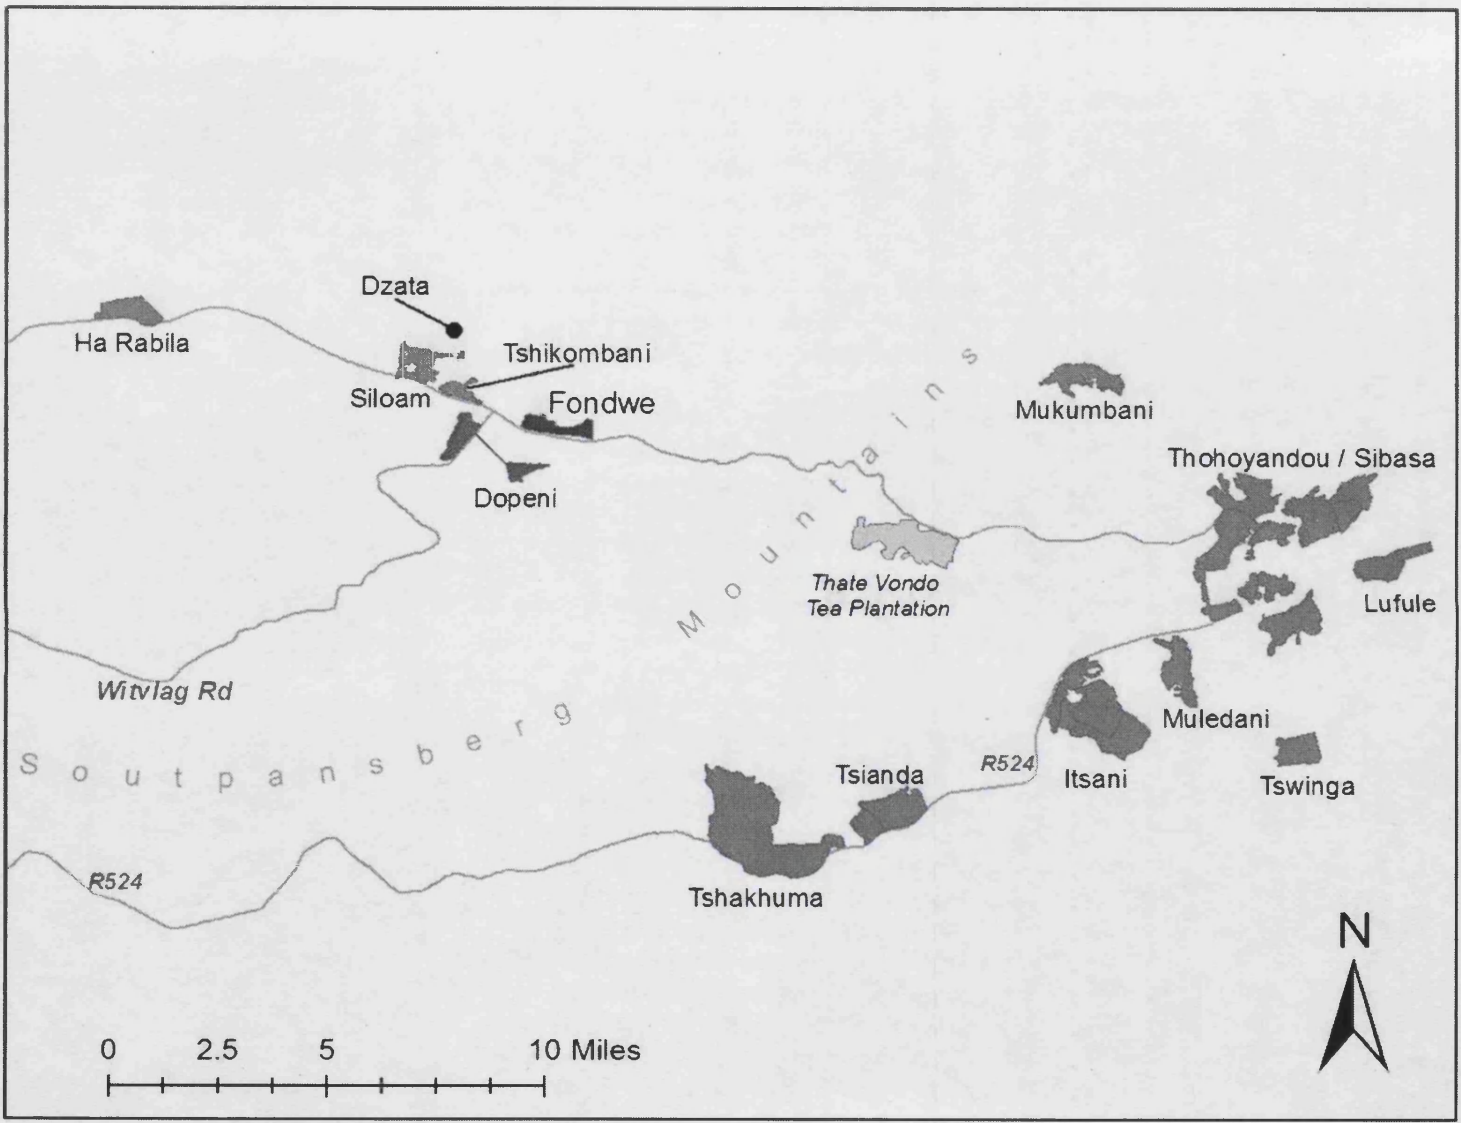 Dzata
Ha Rabila
Tshikombani
Siloam
Fondwe
Mukumbani
Thohoyandou / Sibasa
Dopeni
Thate Vondo
Tea Plantation
Lufule
Witvlag Rd
Soutpansberg Mountains
Muledani
R524
Itsani
Tsianda
Tswinga
R524
Tshakhuma
N
0 2.5 5 10 Miles